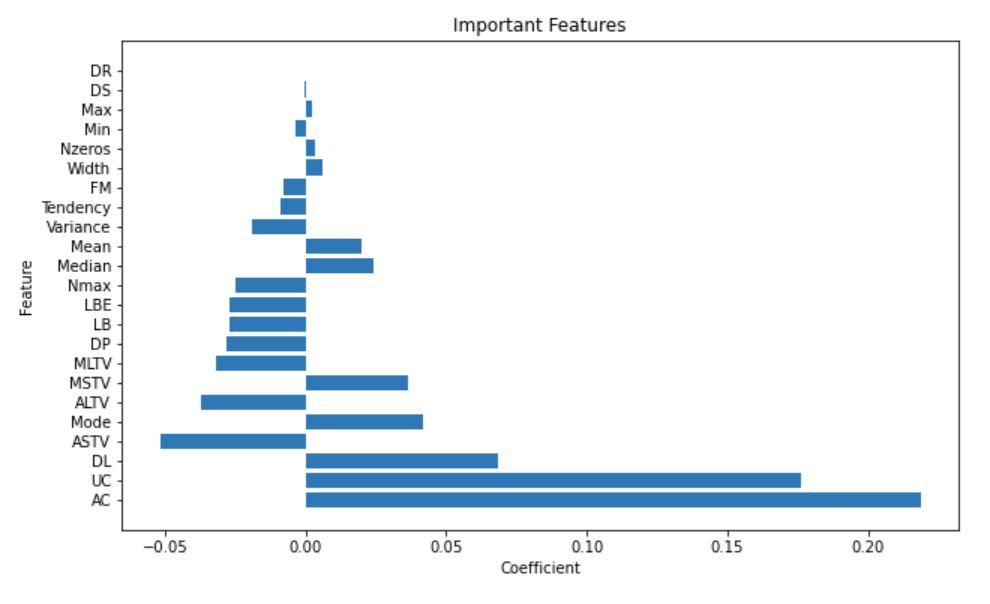 Important Features
Feature
DR
DS
Max
Min
Nzeros
Width
FM
Tendency
Variance
Mean
Median
Nmax
LBE
LB
DP
MLTV
MSTV
ALTV
Mode
ASTV
DL
UC
AC
−0.05 0.00 0.05 0.10 0.15 0.20
Coefficient